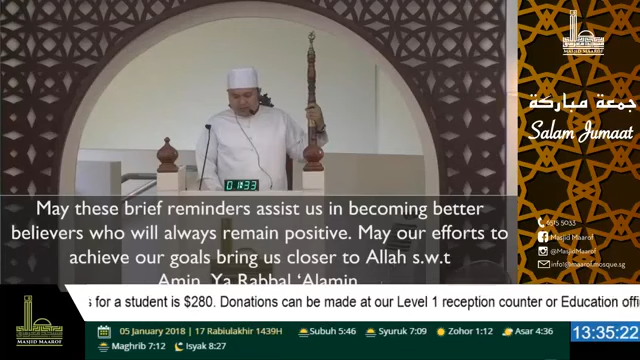 MASJID MAAROF
جمعة مباركة
Salam Jumaat
01:33
May these brief reminders assist us in becoming better
believers who will always remain positive. May our efforts to
achieve our goals bring us closer to Allah s.w.t
Amin, Ya Rabbal 'Alamin
6515 5033
Masjid Maarof
@MasjidMaarof
info@maarof.mosque.sg
s for a student is $280. Donations can be made at our Level 1 reception counter or Education offi
MASJID MAAROF
05 January 2018 | 17 Rabiulakhir 1439H Subuh 5:46 Syuruk 7:09 Zohor 1:12 Asar 4:36
Maghrib 7:12 Isyak 8:27
13:35:22